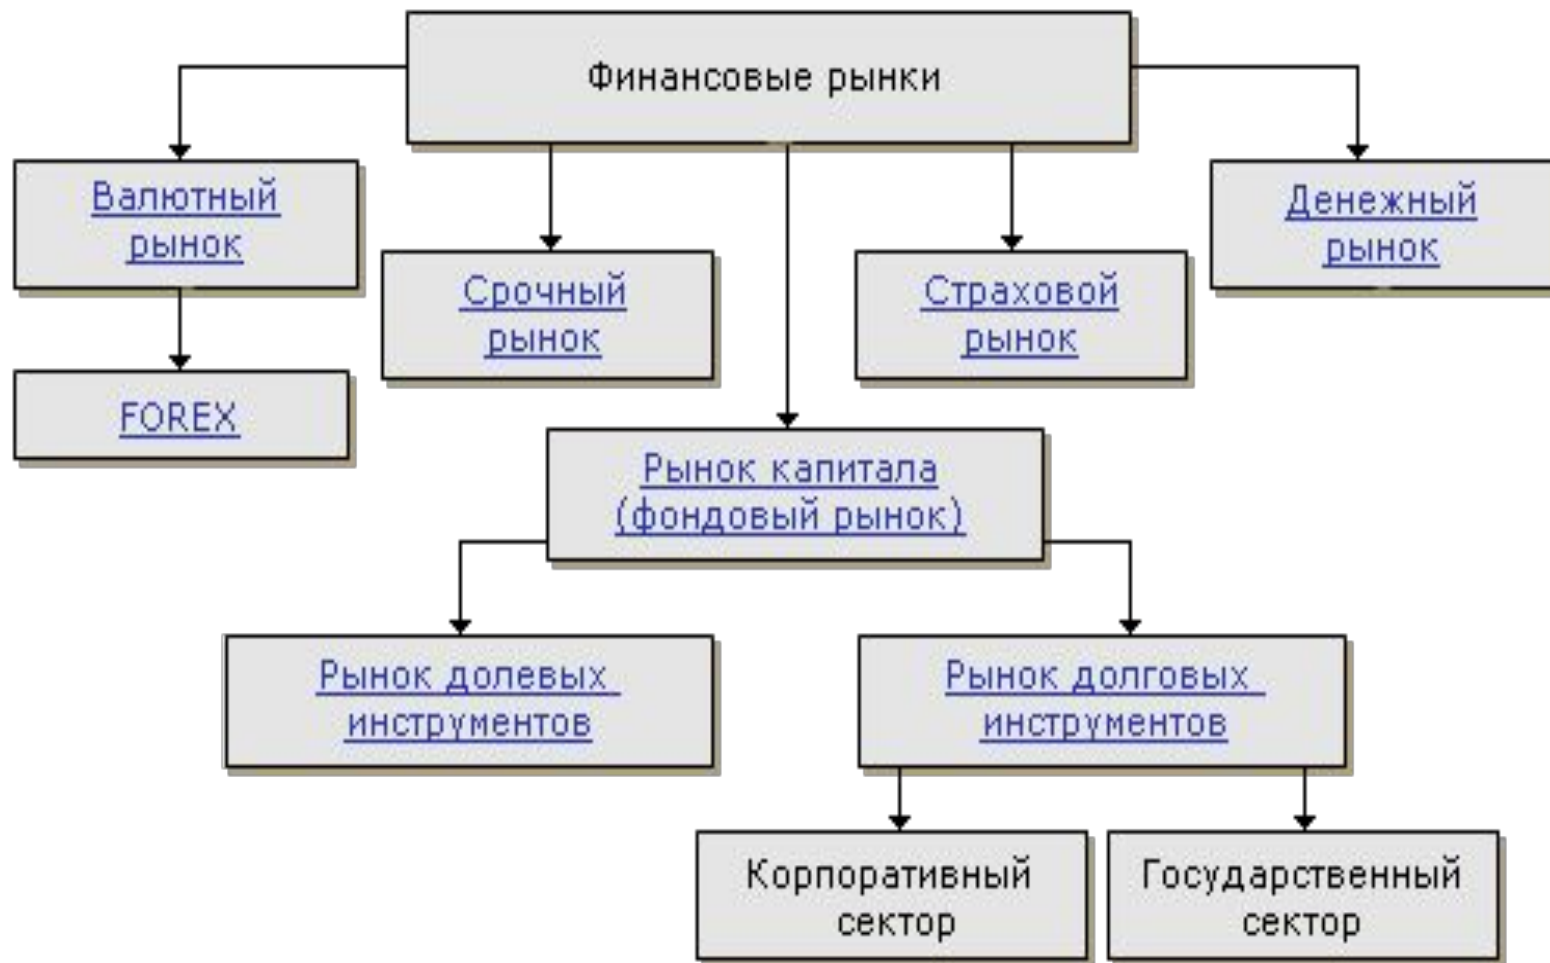 Финансовые рынки
Валютный
рынок
Срочный
рынок
Страховой
рынок
Денежный
рынок
FOREX
Рынок капитала
(фондовый рынок)
Рынок долевых
инструментов
Рынок долговых
инструментов
Корпоративный
сектор
Государственный
сектор